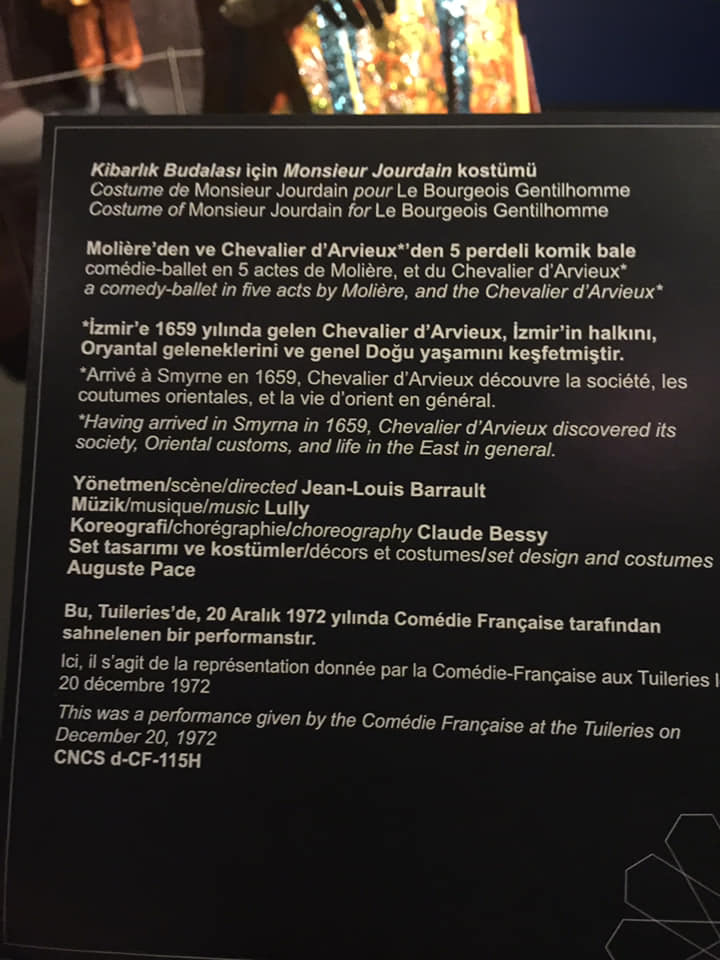 Kibarlık Budalası için Monsieur Jourdain kostümü
Costume de Monsieur Jourdain pour Le Bourgeois Gentilhomme
Costume of Monsieur Jourdain for Le Bourgeois Gentilhomme
Molière'den ve Chevalier d'Arvieux*'den 5 perdeli komik bale
comédie-ballet en 5 actes de Molière, et du Chevalier d'Arvieux*
a comedy-ballet in five acts by Molière, and the Chevalier d'Arvieux*
*İzmir'e 1659 yılında gelen Chevalier d'Arvieux, İzmir'in halkını,
Oryantal geleneklerini ve genel Doğu yaşamını keşfetmiştir.
*Arrivé à Smyrne en 1659, Chevalier d'Arvieux découvre la société, les
coutumes orientales, et la vie d'orient en général.
*Having arrived in Smyrna in 1659, Chevalier d'Arvieux discovered its
society, Oriental customs, and life in the East in general.
Yönetmen/scène/directed Jean-Louis Barrault
Müzik/musique/music Lully
Koreografi/chorégraphie/choreography Claude Bessy
Set tasarımı ve kostümler/décors et costumes/set design and costumes
Auguste Pace
Bu, Tuileries'de, 20 Aralık 1972 yılında Comédie Française tarafından
sahnelenen bir performanstır.
Ici, il s'agit de la représentation donnée par la Comédie-Française aux Tuileries
20 décembre 1972
This was a performance given by the Comédie Française at the Tuileries on
December 20, 1972
CNCS d-CF-115H